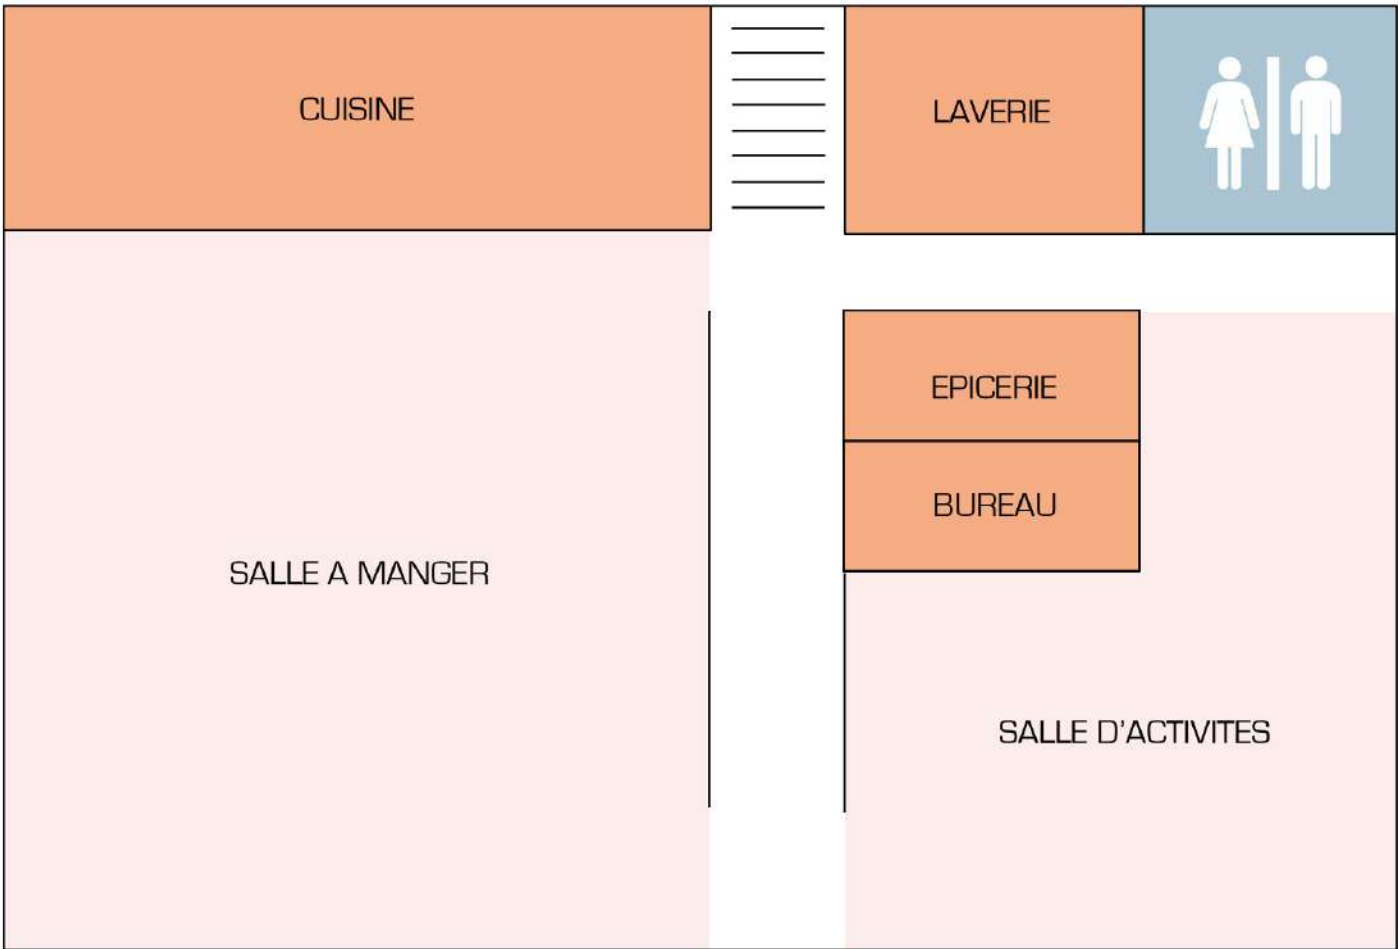 CUISINE
LAVERIE
EPICERIE
BUREAU
SALLE A MANGER
SALLE D'ACTIVITES